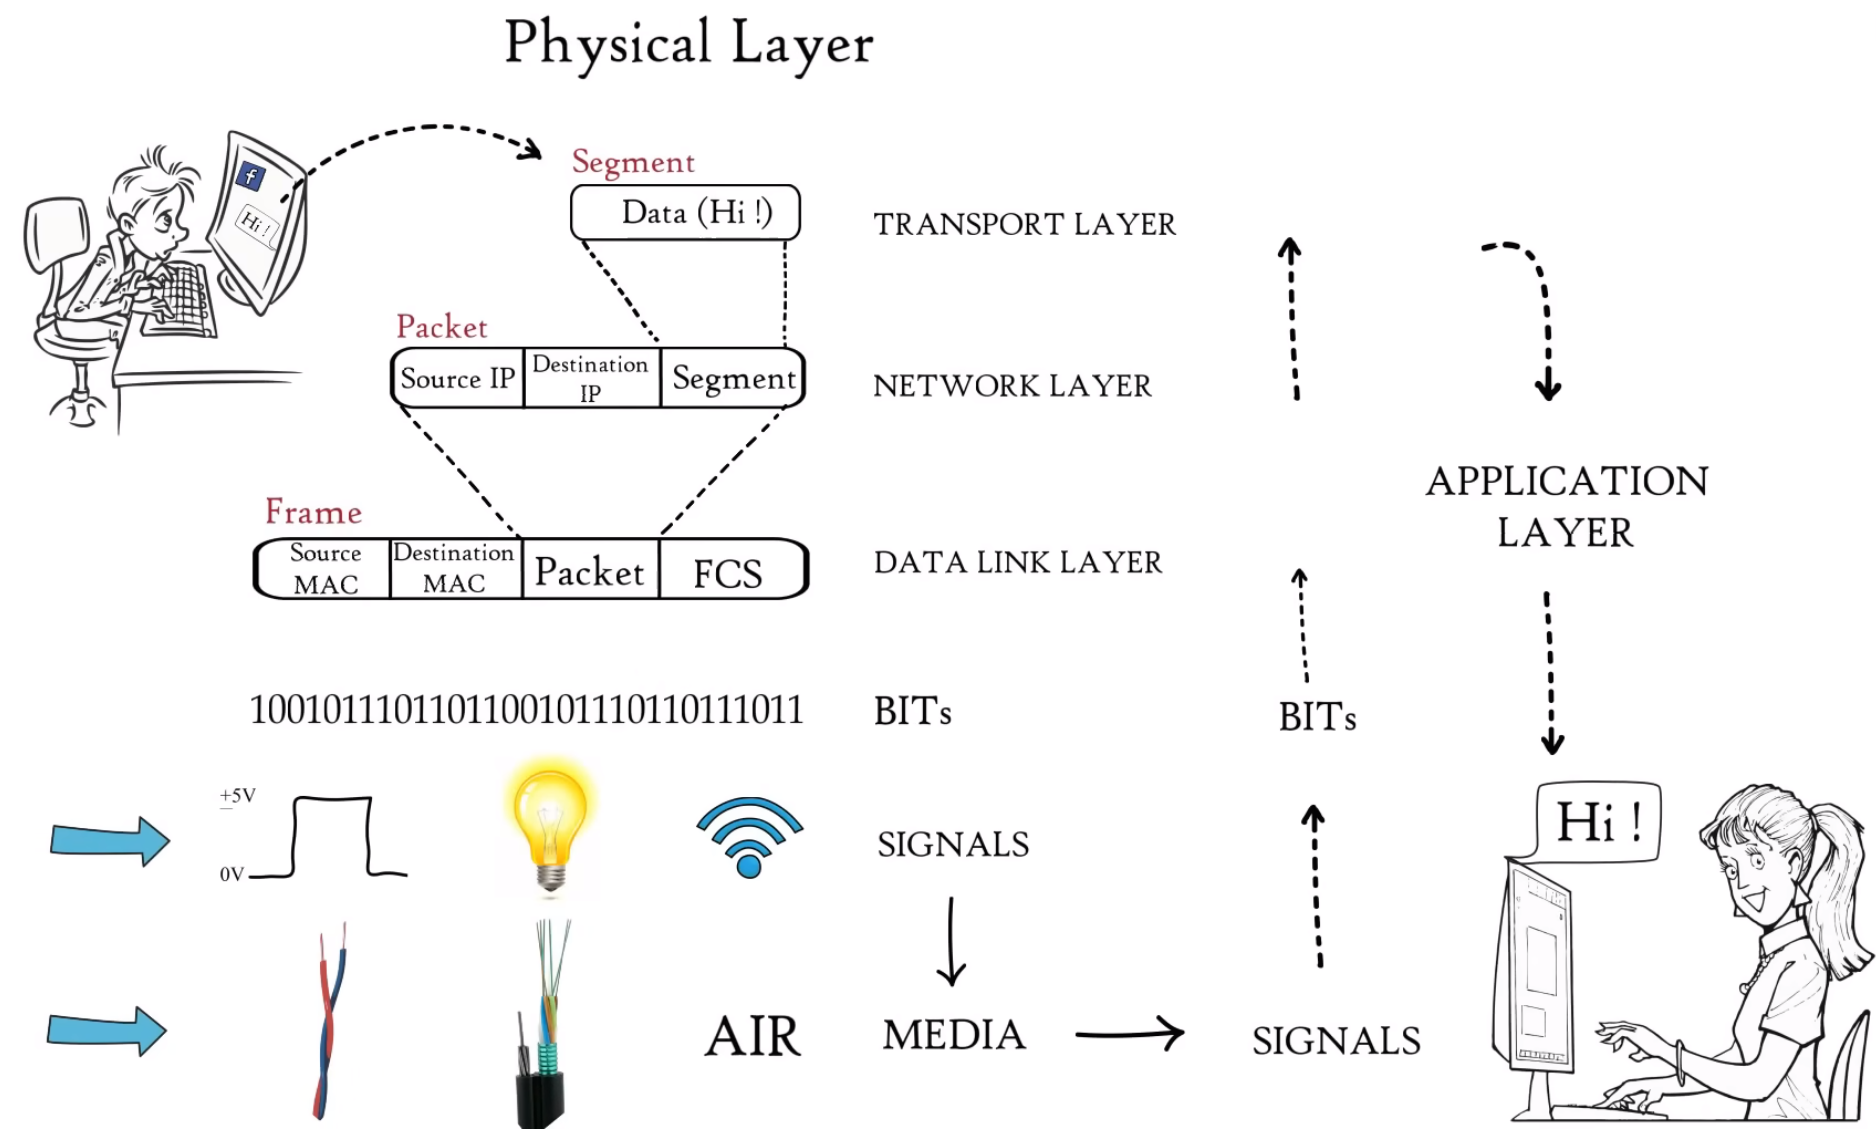 Physical Layer
f
Hi !
Segment
Data (Hi !)
TRANSPORT LAYER
Packet
Source IP
Destination
IP
Segment
NETWORK LAYER
Frame
Source
MAC
Destination
MAC
Packet
FCS
DATA LINK LAYER
APPLICATION
LAYER
1001011101101100101110110111011
BITs
BITs
+5V
0V
SIGNALS
Hi !
AIR
MEDIA
SIGNALS